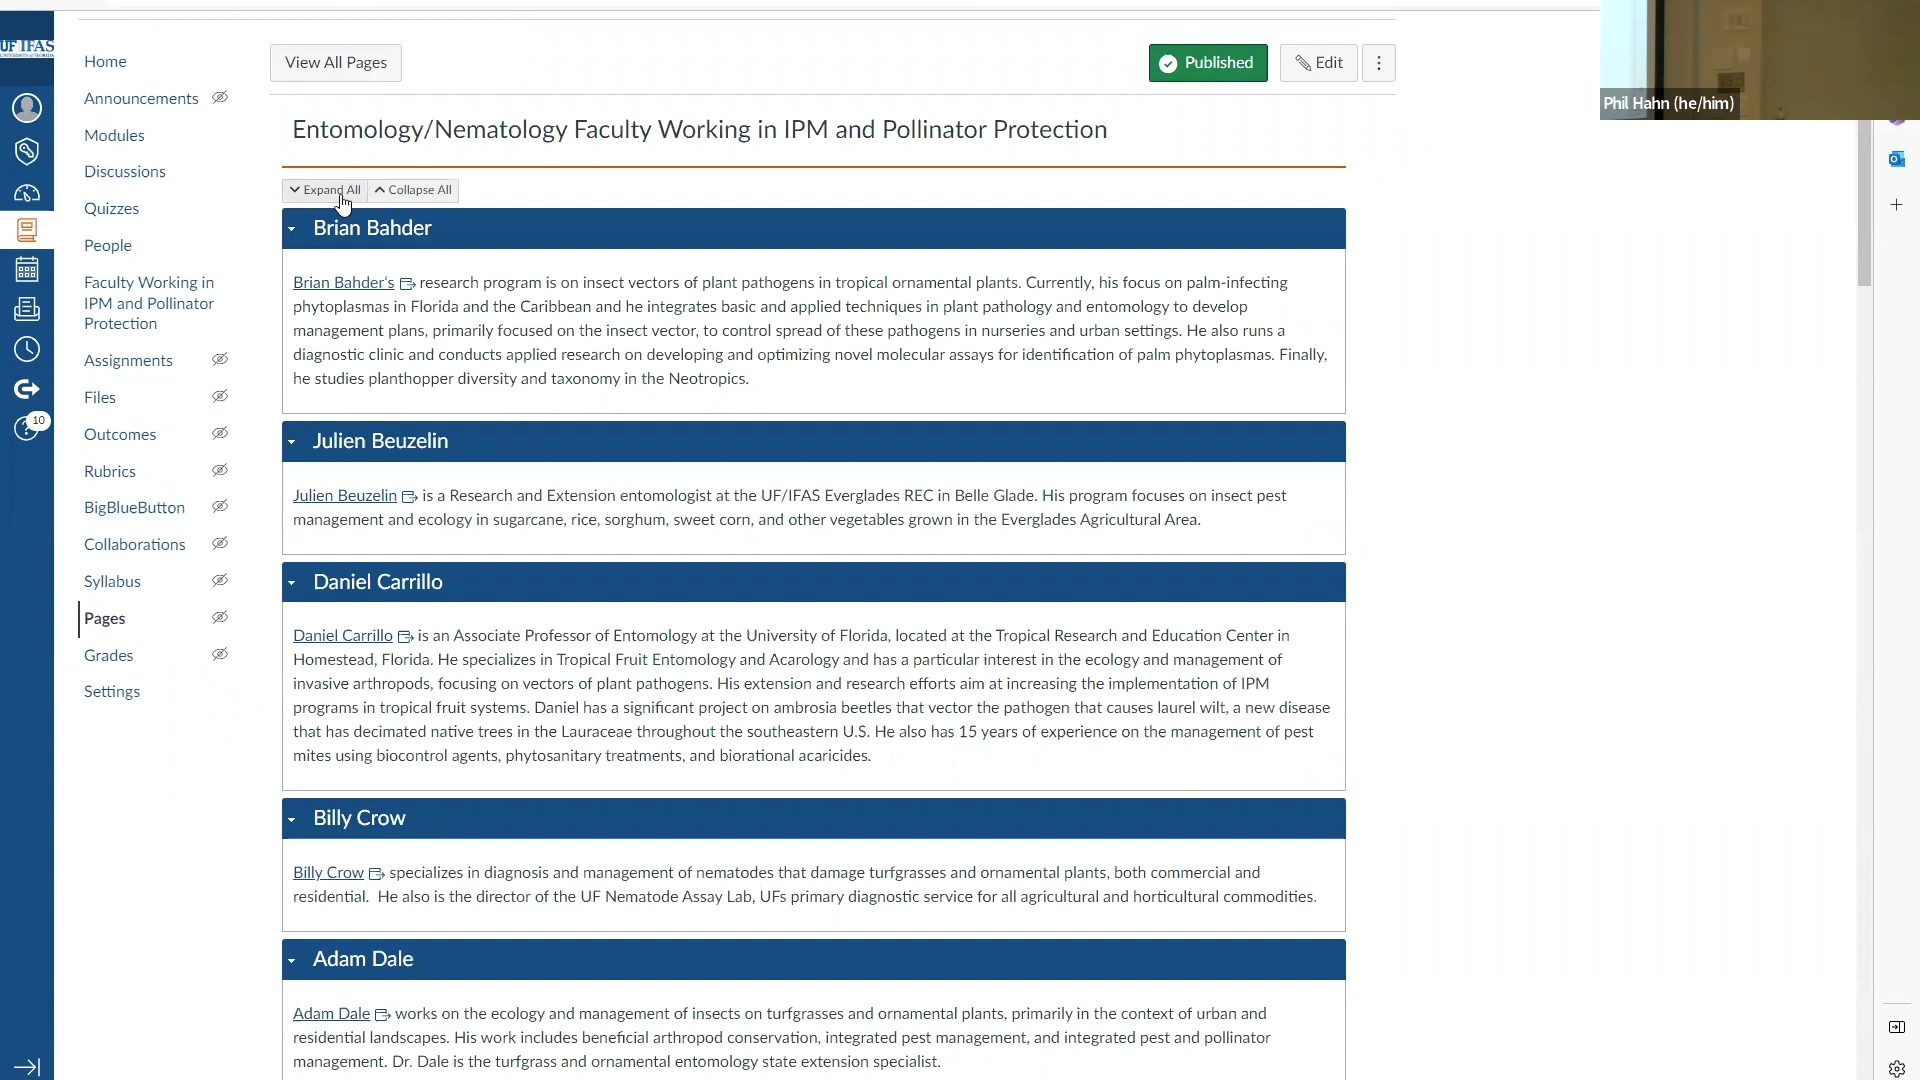 UF IFAS
UNIVERSITY of FLORIDA
10
Home
Announcements
Modules
Discussions
Quizzes
People
Faculty Working in
IPM and Pollinator
Protection
Assignments
Files
Outcomes
Rubrics
BigBlueButton
Collaborations
Syllabus
Pages
Grades
Settings
View All Pages
Published
Edit
Phil Hahn (he/him)
Entomology/Nematology Faculty Working in IPM and Pollinator Protection
Expand All
Collapse All
Brian Bahder
Brian Bahder's research program is on insect vectors of plant pathogens in tropical ornamental plants. Currently, his focus on palm-infecting
phytoplasmas in Florida and the Caribbean and he integrates basic and applied techniques in plant pathology and entomology to develop
management plans, primarily focused on the insect vector, to control spread of these pathogens in nurseries and urban settings. He also runs a
diagnostic clinic and conducts applied research on developing and optimizing novel molecular assays for identification of palm phytoplasmas. Finally,
he studies planthopper diversity and taxonomy in the Neotropics.
Julien Beuzelin
Julien Beuzelin is a Research and Extension entomologist at the UF/IFAS Everglades REC in Belle Glade. His program focuses on insect pest
management and ecology in sugarcane, rice, sorghum, sweet corn, and other vegetables grown in the Everglades Agricultural Area.
Daniel Carrillo
Daniel Carrillo is an Associate Professor of Entomology at the University of Florida, located at the Tropical Research and Education Center in
Homestead, Florida. He specializes in Tropical Fruit Entomology and Acarology and has a particular interest in the ecology and management of
invasive arthropods, focusing on vectors of plant pathogens. His extension and research efforts aim at increasing the implementation of IPM
programs in tropical fruit systems. Daniel has a significant project on ambrosia beetles that vector the pathogen that causes laurel wilt, a new disease
that has decimated native trees in the Lauraceae throughout the southeastern U.S. He also has 15 years of experience on the management of pest
mites using biocontrol agents, phytosanitary treatments, and biorational acaricides.
Billy Crow
Billy Crow specializes in diagnosis and management of nematodes that damage turfgrasses and ornamental plants, both commercial and
residential. He also is the director of the UF Nematode Assay Lab, UFs primary diagnostic service for all agricultural and horticultural commodities.
Adam Dale
Adam Dale works on the ecology and management of insects on turfgrasses and ornamental plants, primarily in the context of urban and
residential landscapes. His work includes beneficial arthropod conservation, integrated pest management, and integrated pest and pollinator
management. Dr. Dale is the turfgrass and ornamental entomology state extension specialist.